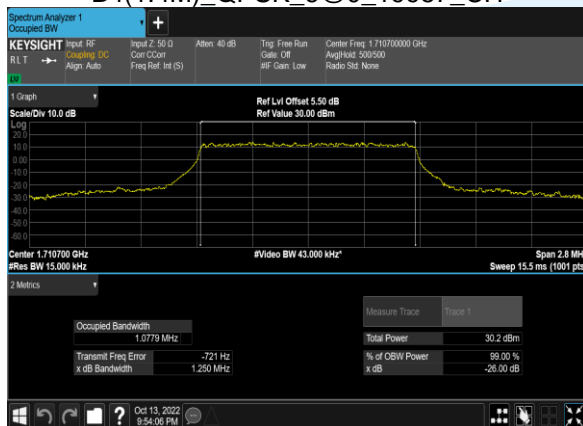 Spectrum Analyzer 1
Occupied BW
KEYSIGHT Input: RF Input Z: 50 Ω Atten: 40 dB Trig: Free Run Center Freq: 1.710700000 GHz
RLT Coupling: DC Corr CCorr Gate: Off Avg|Hold: 500/500
Align: Auto Freq Ref: Int (S) #IF Gain: Low Radio Std: None
1 Graph Ref Lvl Offset 5.50 dB
Scale/Div 10.0 dB Ref Value 30.00 dBm
Log
20.0
10.0
0.00
-10.0
-20.0
-30.0
-40.0
-50.0
-60.0
Center 1.710700 GHz #Video BW 43.000 kHz* Span 2.8 MH
#Res BW 15.000 kHz Sweep 15.5 ms (1001 pts
2 Metrics
Measure Trace Trace 1
Occupied Bandwidth
1.0779 MHz Total Power 30.2 dBm
Transmit Freq Error -721 Hz % of OBW Power 99.00 %
x dB Bandwidth 1.250 MHz x dB -26.00 dB
? Oct 13, 2022
9:54:06 PM